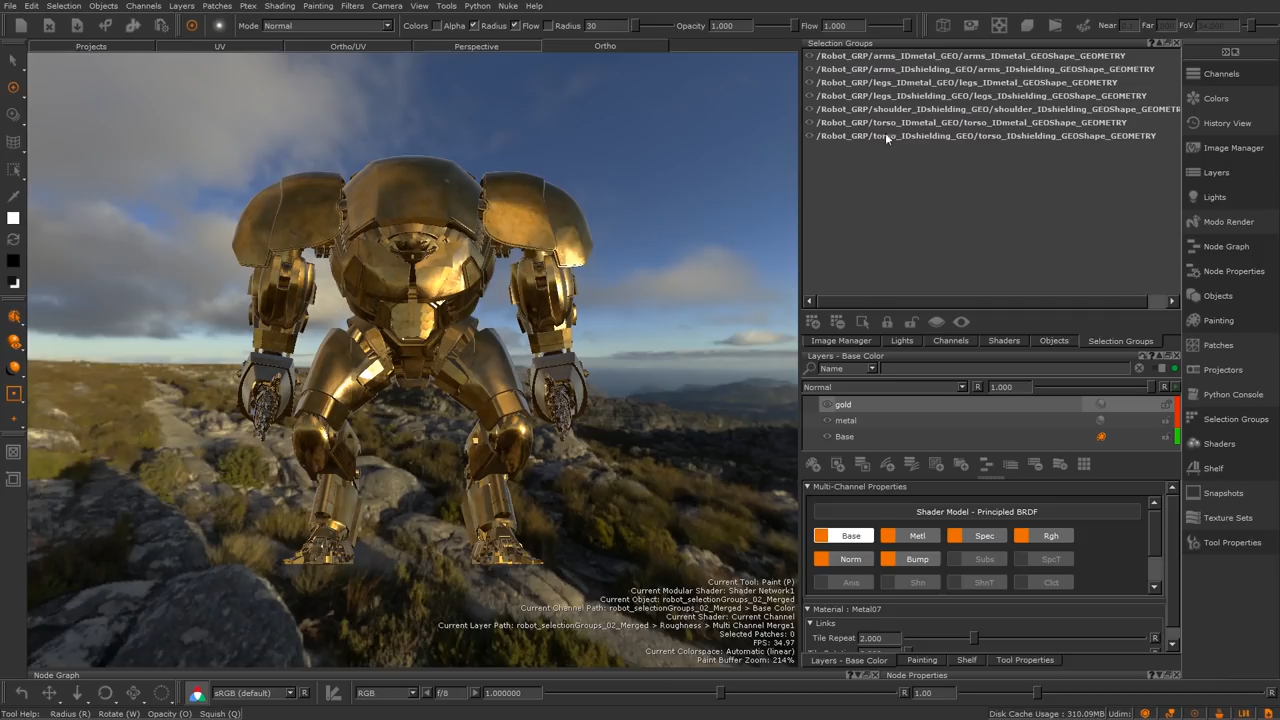 File Edit Selection Objects Channels Layers Patches Ptex Shading Painting Filters Camera View Tools Python Nuke Help
Mode Normal Colors Alpha Radius Flow Radius 30 Opacity 1.000 Flow 1.000 Near Far FoV
Projects UV Ortho/UV Perspective Ortho
Selection Groups
/Robot_GRP/arms_IDmetal_GEO/arms_IDmetal_GEOShape_GEOMETRY
/Robot_GRP/arms_IDshielding_GEO/arms_IDshielding_GEOShape_GEOMETRY
/Robot_GRP/legs_IDmetal_GEO/legs_IDmetal_GEOShape_GEOMETRY
/Robot_GRP/legs_IDshielding_GEO/legs_IDshielding_GEOShape_GEOMETRY
/Robot_GRP/shoulder_IDshielding_GEO/shoulder_IDshielding_GEOShape_GEOMETR
/Robot_GRP/torso_IDmetal_GEO/torso_IDmetal_GEOShape_GEOMETRY
/Robot_GRP/torso_IDshielding_GEO/torso_IDshielding_GEOShape_GEOMETRY
Image Manager Lights Channels Shaders Objects Selection Groups
Layers - Base Color
Name
Normal R 1.000 R
gold
metal
Base
Multi-Channel Properties
Shader Model - Principled BRDF
Base Metl Spec Rgh
Norm Bump Subs SpcT
Anis Shn ShnT Clct
Material : Metal07
Links
Tile Repeat 2.000 R
Layers - Base Color Painting Shelf Tool Properties
Channels
Colors
History View
Image Manager
Layers
Lights
Modo Render
Node Graph
Node Properties
Objects
Painting
Patches
Projectors
Python Console
Selection Groups
Shaders
Shelf
Snapshots
Texture Sets
Tool Properties
Current Tool: Paint (P)
Current Modular Shader: Shader Network1
Current Object: robot_selectionGroups_02_Merged
Current Channel Path: robot_selectionGroups_02_Merged > Base Color
Current Shader: Current Channel
Current Layer Path: robot_selectionGroups_02_Merged > Roughness > Multi Channel Merge1
Selected Patches: 0
FPS: 34.97
Current Colorspace: Automatic (linear)
Paint Buffer Zoom: 214%
Node Graph Node Properties
sRGB (default) R RGB f/8 1.000000 R 1.00
Tool Help: Radius (R) Rotate (W) Opacity (O) Squish (Q) Disk Cache Usage : 310.09MB Udim: